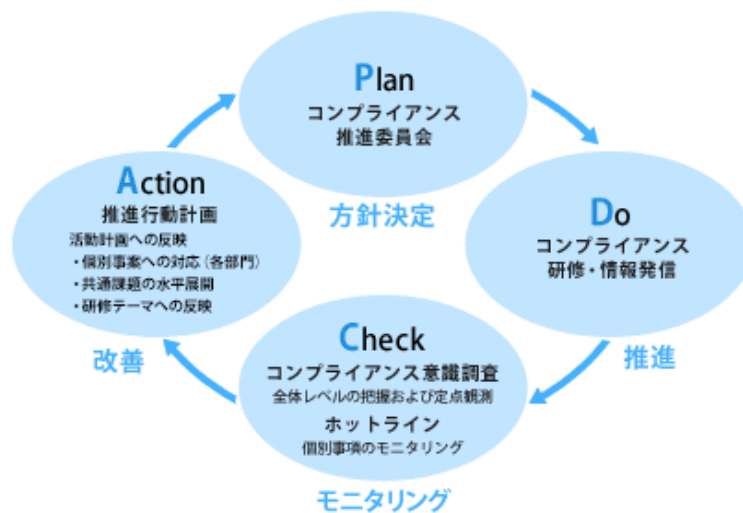 Plan
コンプライアンス
推進委員会
方針決定
Do
コンプライアンス
研修・情報発信
推進
Check
コンプライアンス意識調査
全体レベルの把握および定点観測
ホットライン
個別事項のモニタリング
モニタリング
Action
推進行動計画
活動計画への反映
・個別事案への対応(各部門)
・共通課題の水平展開
・研修テーマへの反映
改善